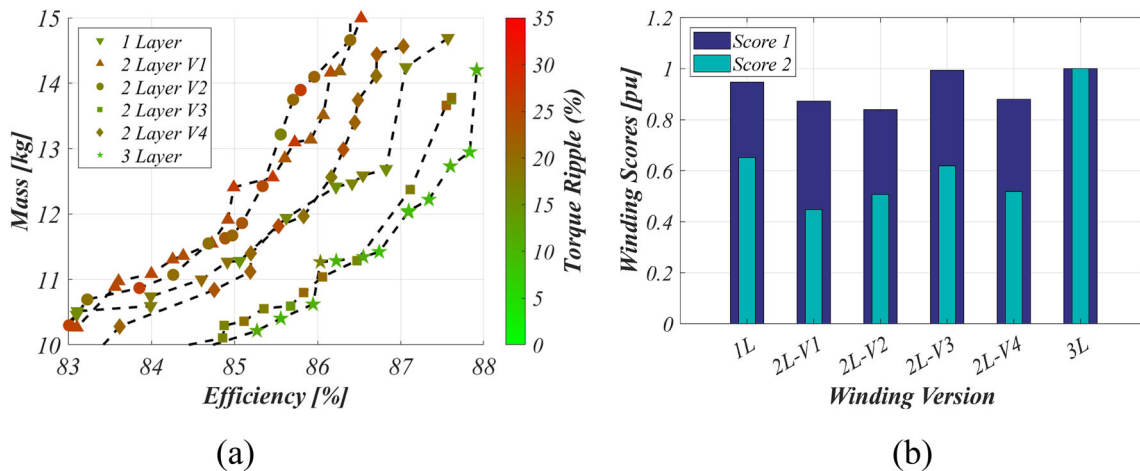 15
14
13
12
11
10
Mass [kg]
1 Layer
2 Layer V1
2 Layer V2
2 Layer V3
2 Layer V4
3 Layer
83
84
85
86
87
88
Efficiency [%]
35
30
25
20
15
10
5
0
Torque Ripple (%)
(a)
1.2
1
0.8
0.6
0.4
0.2
0
Winding Scores [pu]
Score 1
Score 2
1L
2L-V1
2L-V2
2L-V3
2L-V4
3L
Winding Version
(b)